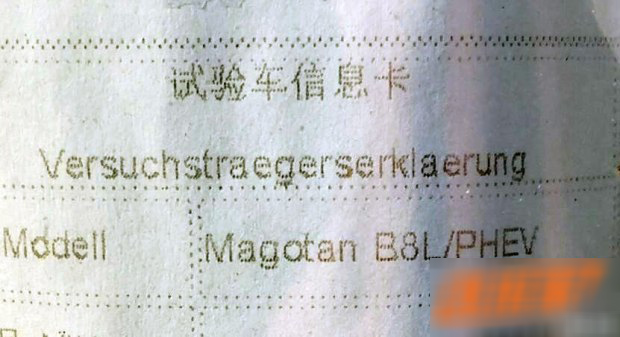 试验车信息卡
Versuchstraegerserklaerung
Modell Magotan B8L/PHEV